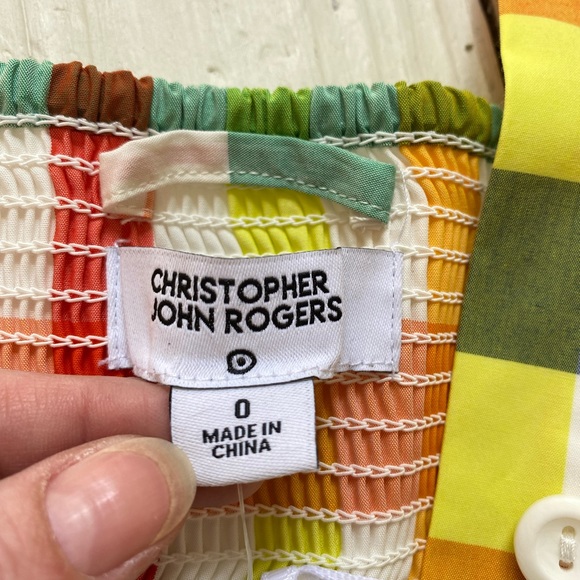 CHRISTOPHER
JOHN ROGERS
0
MADE IN
CHINA